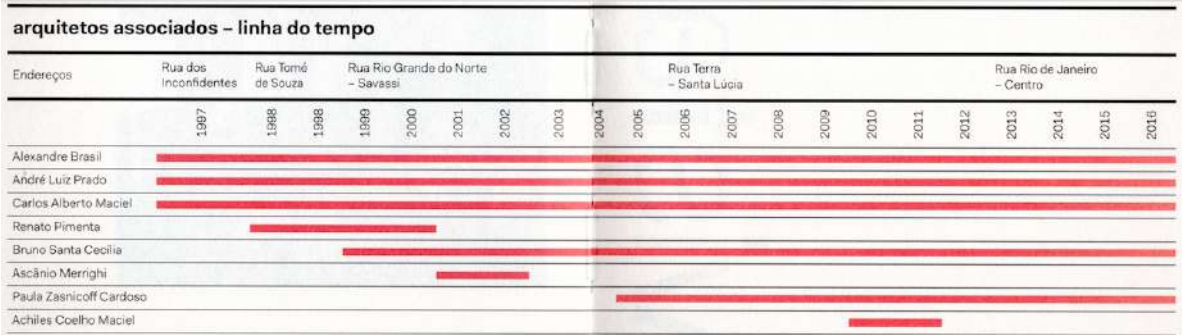 arquitetos associados – linha do tempo
Endereços
Rua dos
Inconfidentes
Rua Tomé
de Souza
Rua Rio Grande do Norte
– Savassi
Rua Terra
– Santa Lúcia
Rua Rio de Janeiro
– Centro
1997 1998 1998 1999 2000 2001 2002 2003 2004 2005 2006 2007 2008 2009 2010 2011 2012 2013 2014 2015 2016
Alexandre Brasil
André Luiz Prado
Carlos Alberto Maciel
Renato Pimenta
Bruno Santa Cecília
Ascânio Merrighi
Paula Zasnicoff Cardoso
Achiles Coelho Maciel